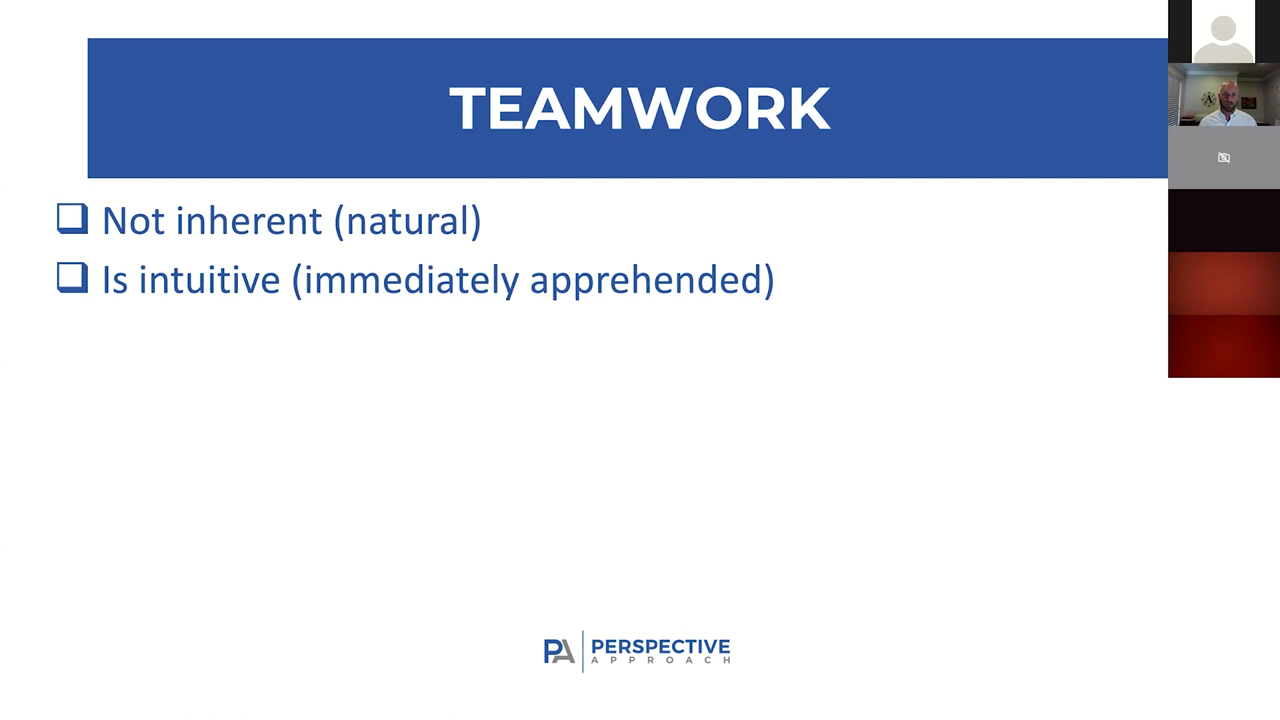 TEAMWORK
❑ Not inherent (natural)
❑ Is intuitive (immediately apprehended)
PA PERSPECTIVE
APPROACH